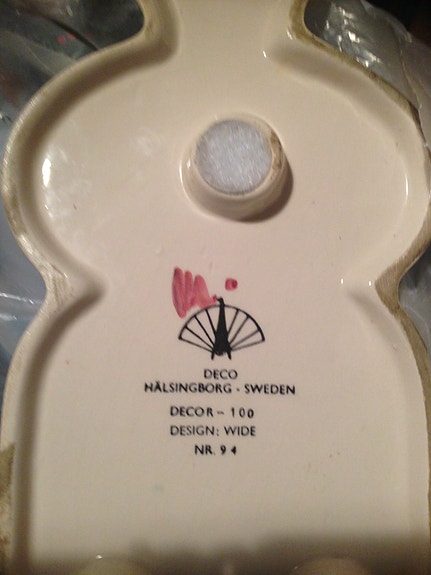 DECO
HÄLSINGBORG - SWEDEN
DECOR - 100
DESIGN: WIDE
NR. 94